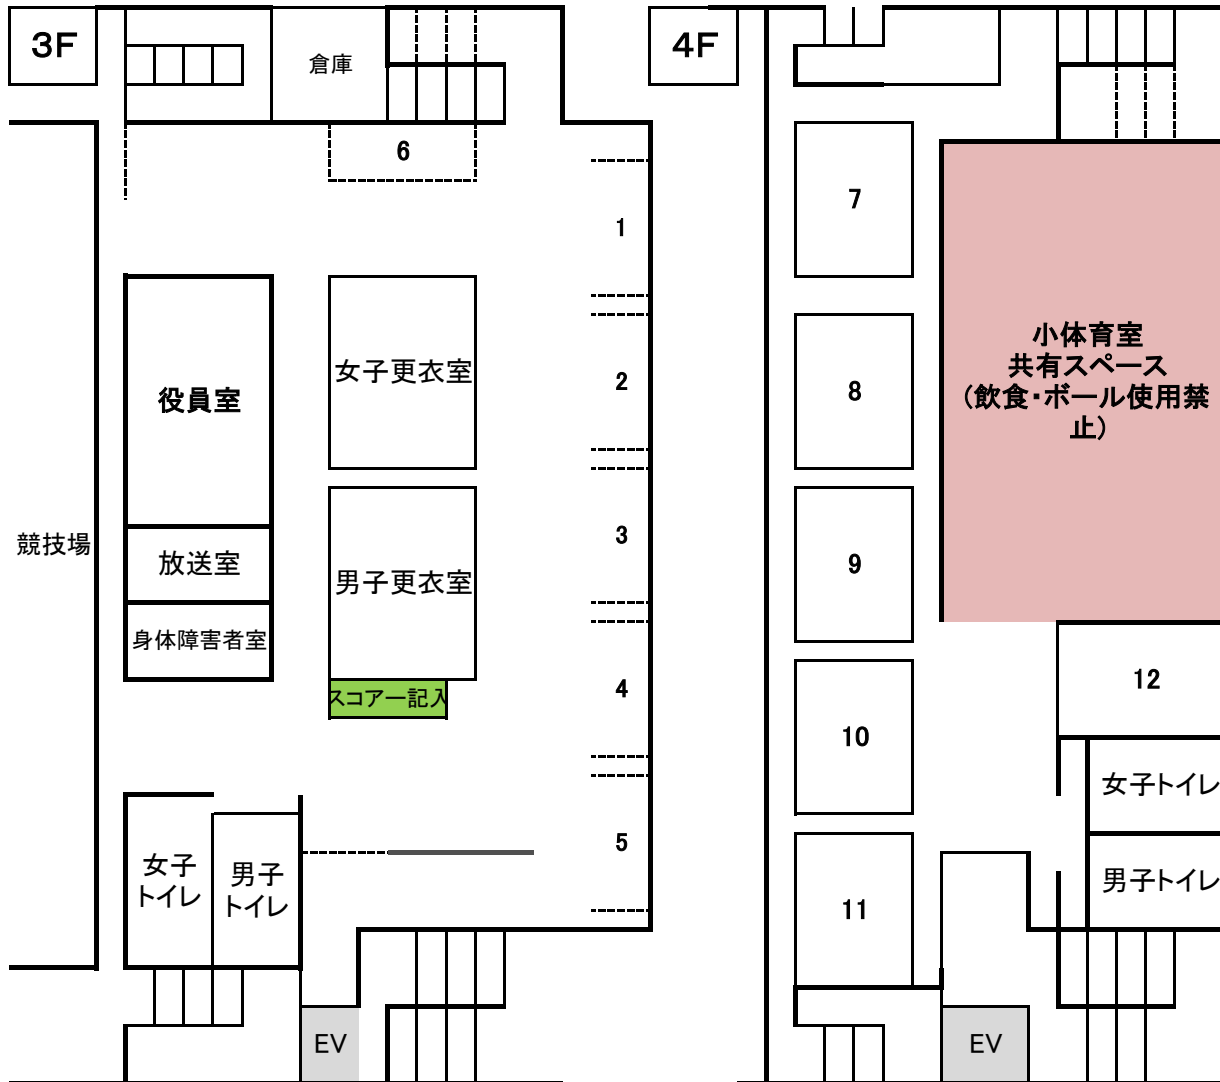 3F
倉庫
6
1
2
3
4
5
役員室
女子更衣室
競技場
放送室
男子更衣室
身体障害者室
スコアー記入
女子
トイレ
男子
トイレ
EV
4F
7
8
9
10
11
小体育室
共有スペース
(飲食・ボール使用禁
止)
12
女子トイレ
男子トイレ
EV